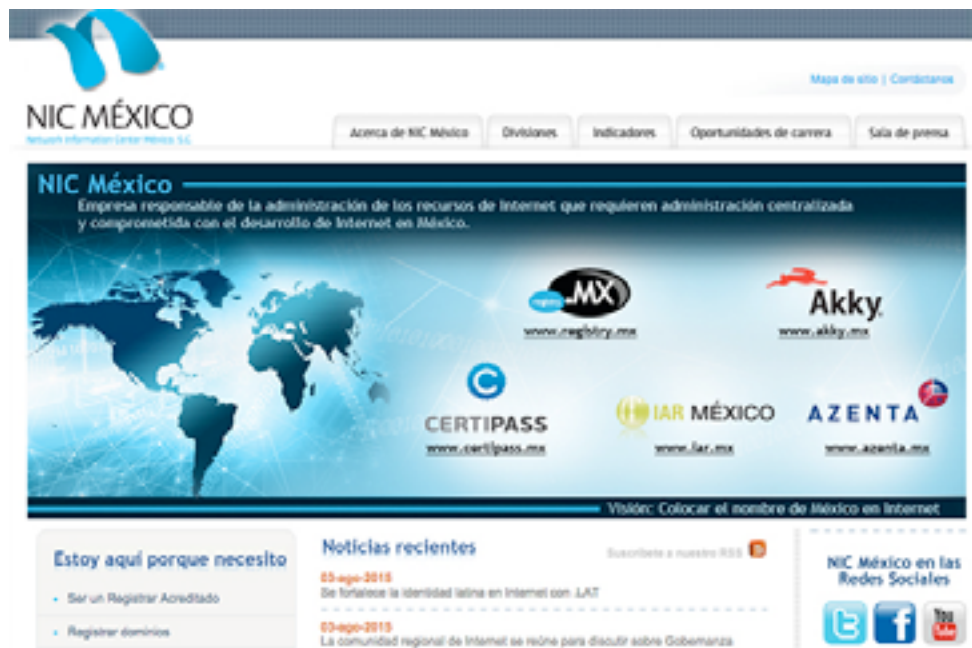 Mapa de sitio | Contáctanos
NIC MÉXICO
Network Information Center México, S.C.
Acerca de NIC México Divisiones Indicadores Oportunidades de carrera Sala de prensa
NIC México
Empresa responsable de la administración de los recursos de Internet que requieren administración centralizada
y comprometida con el desarrollo de Internet en México.
registry .MX
www.registry.mx
Akky
www.akky.mx
CERTIPASS
www.certipass.mx
IAR MÉXICO
www.iar.mx
AZENTA
www.azenta.mx
Visión: Colocar el nombre de México en Internet
Estoy aquí porque necesito
Ser un Registrar Acreditado
Registrar dominios
Noticias recientes
Suscríbete a nuestro RSS
03-ago-2015
Se fortalece la identidad latina en Internet con .LAT
03-ago-2015
La comunidad regional de Internet se reúne para discutir sobre Gobernanza
NIC México en las
Redes Sociales
You
Tube